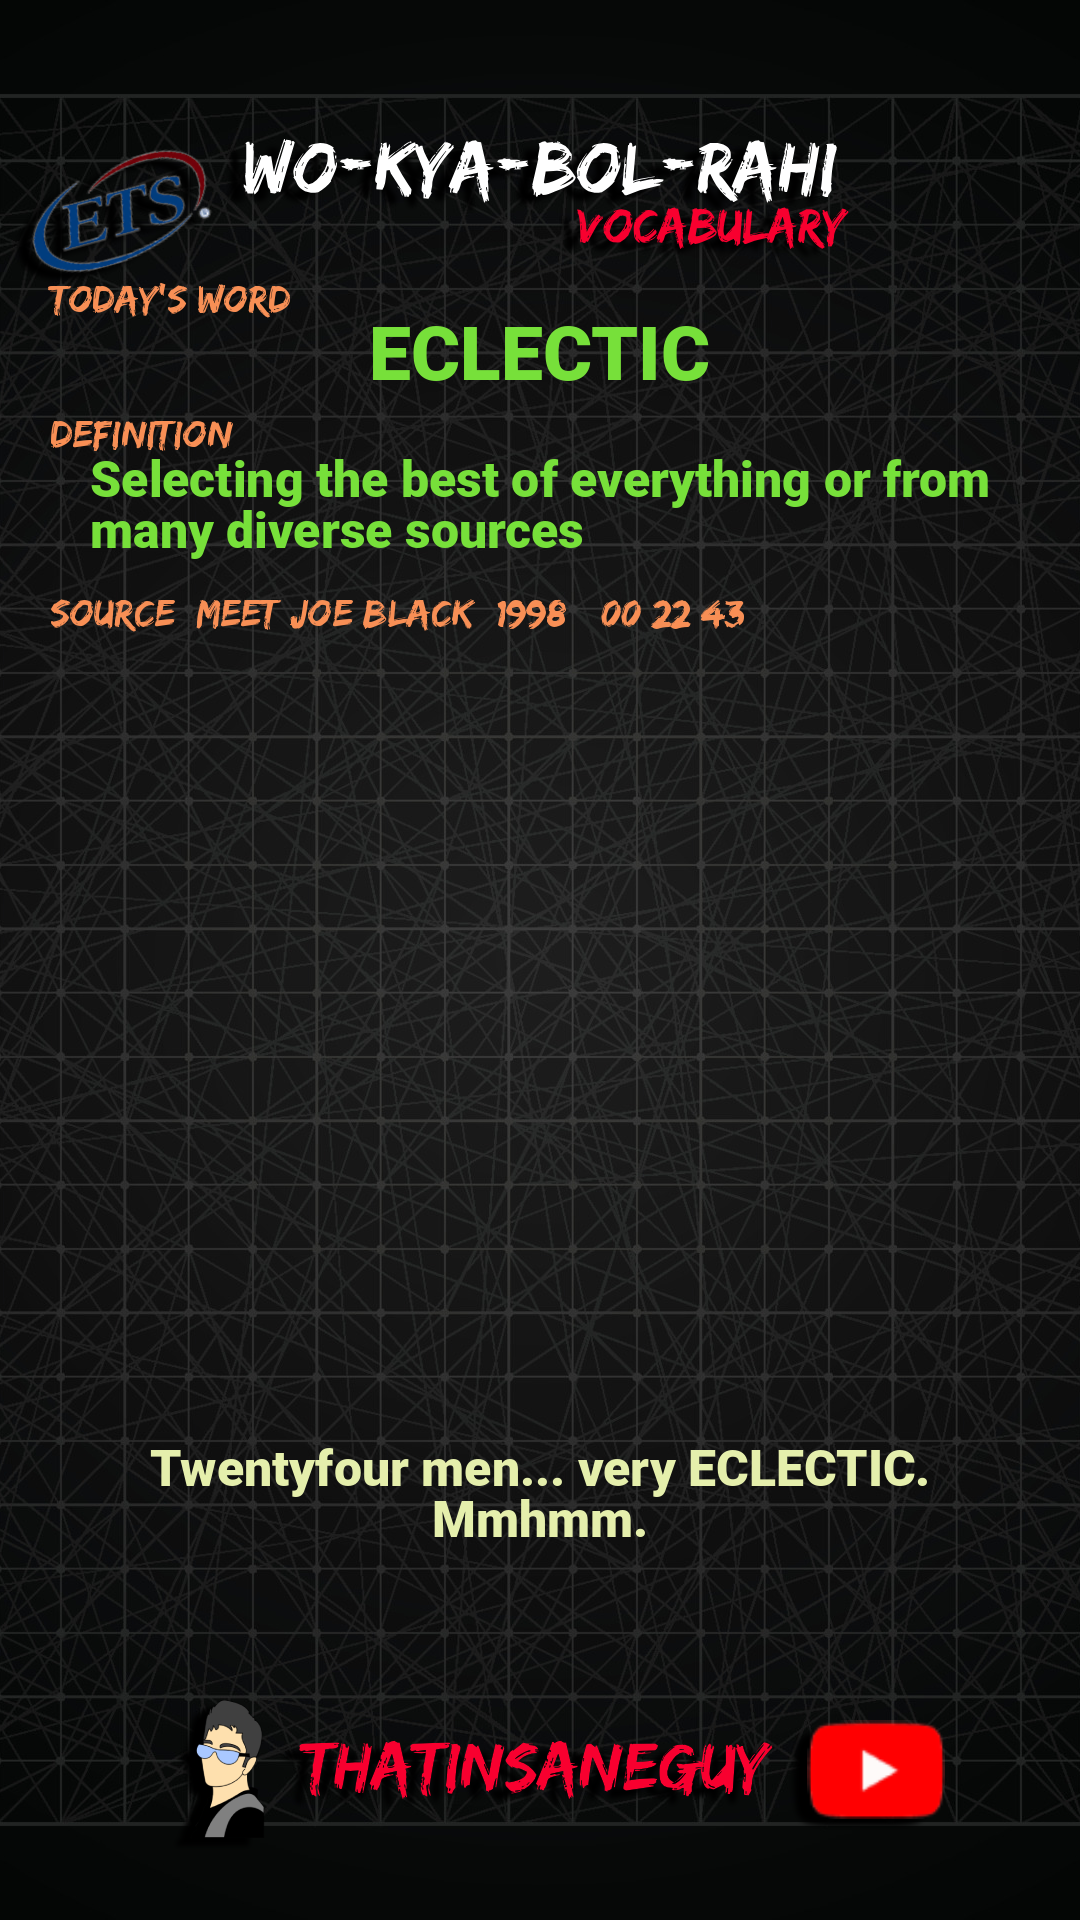 ETS
WO-KYA-BOL-RAHI
VOCABULARY
TODAY'S WORD
ECLECTIC
DEFINITION
Selecting the best of everything or from
many diverse sources
SOURCE MEET JOE BLACK 1998 00 22 43
Twentyfour men... very ECLECTIC.
Mmhmm.
THATINSANEGUY